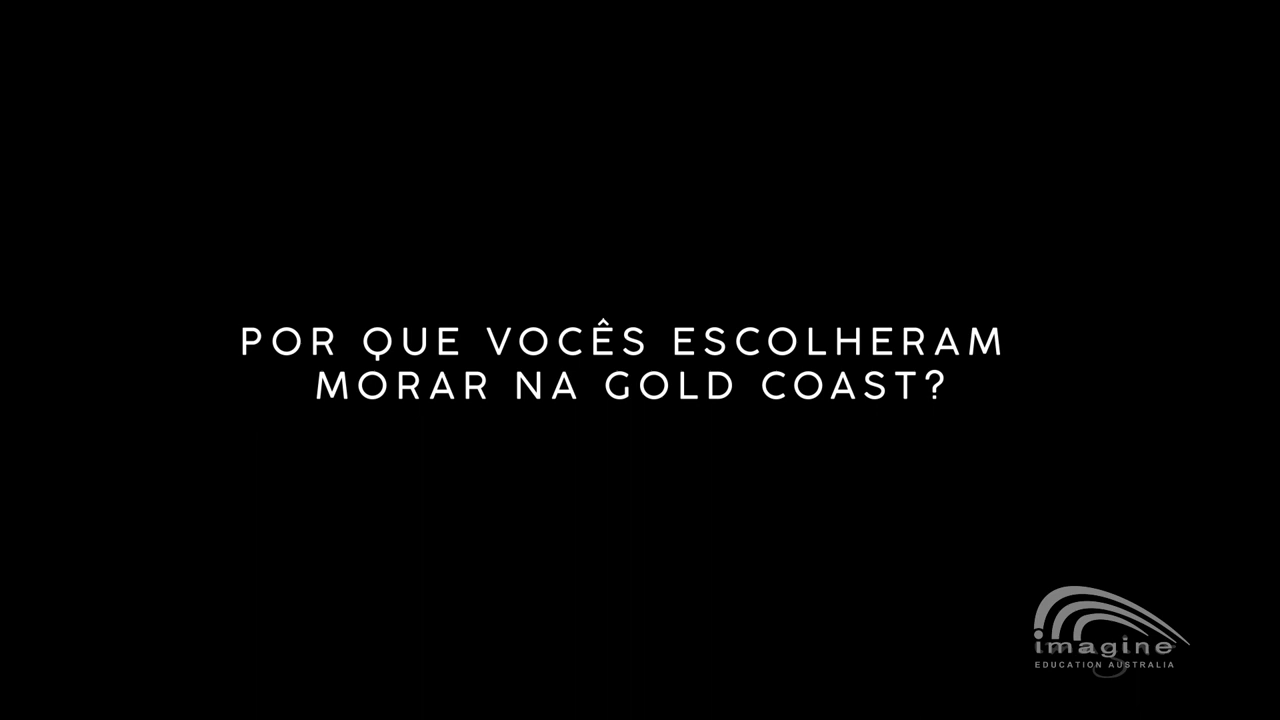 POR QUE VOCÊS ESCOLHERAM
MORAR NA GOLD COAST?
imagine
EDUCATION AUSTRALIA